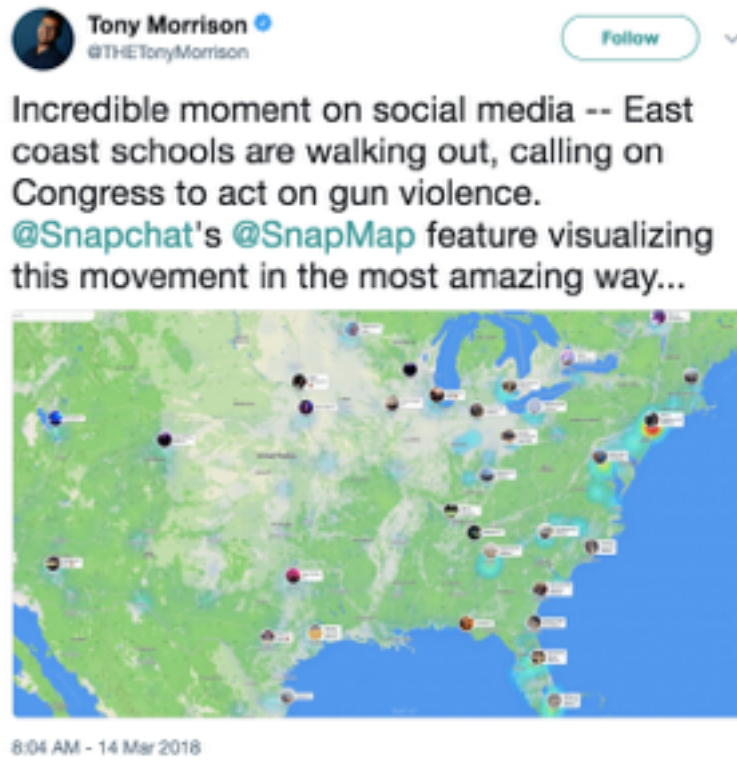 Tony Morrison
@THETonyMorrison
Follow
Incredible moment on social media -- East
coast schools are walking out, calling on
Congress to act on gun violence.
@Snapchat's @SnapMap feature visualizing
this movement in the most amazing way...
8:04 AM - 14 Mar 2018